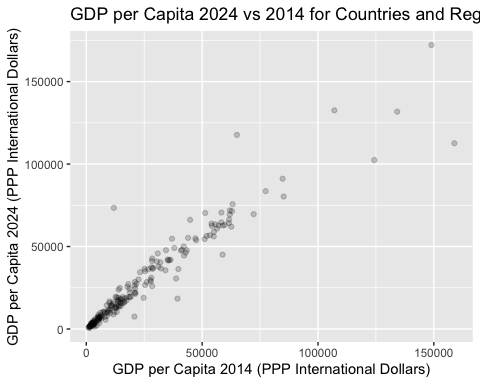 GDP per Capita 2024 vs 2014 for Countries and Reg
GDP per Capita 2024 (PPP International Dollars)
150000
100000
50000
0
0 50000 100000 150000
GDP per Capita 2014 (PPP International Dollars)